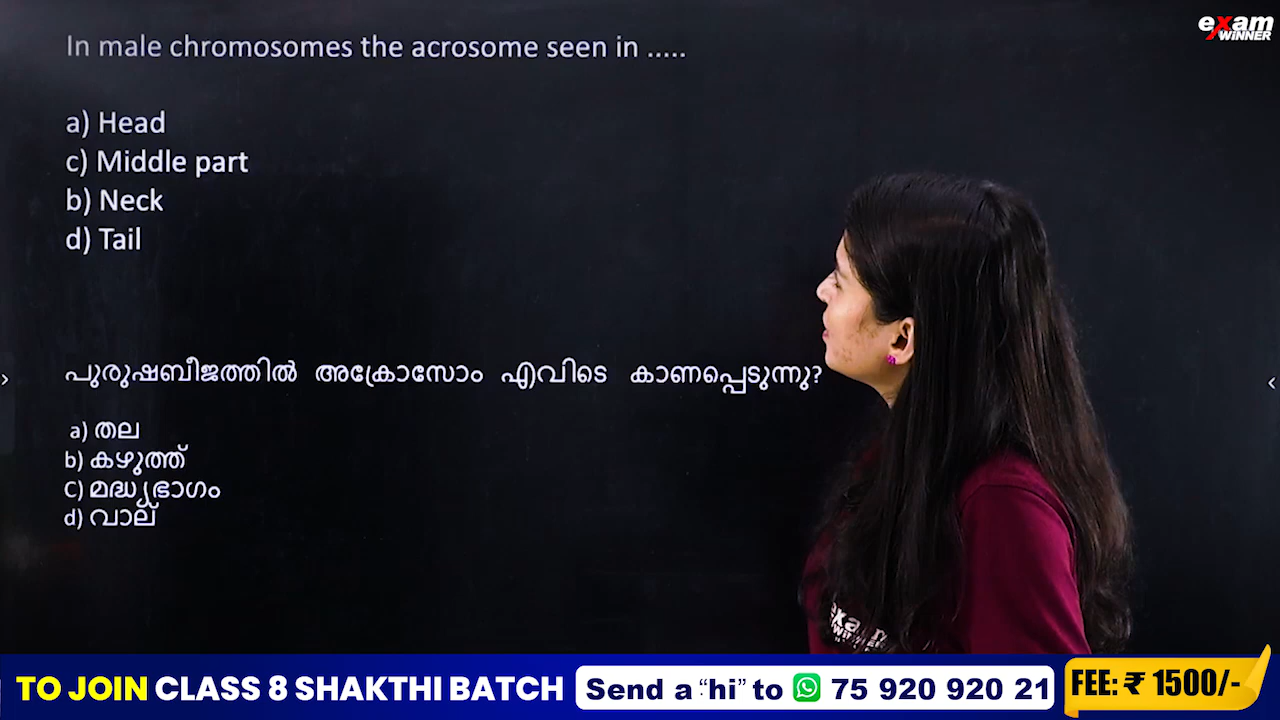 In male chromosomes the acrosome seen in .....
a) Head
c) Middle part
b) Neck
d) Tail
പുരുഷബീജത്തിൽ അക്രോസോം എവിടെ കാണപ്പെടുന്നു?
a) തല
b) കഴുത്ത്
C) മദ്ധ്യഭാഗം
d) വാല്
exam
WINNER
exam
WINNER
TO JOIN CLASS 8 SHAKTHI BATCH
Send a “hi” to 75 920 920 21
FEE: ₹ 1500/-